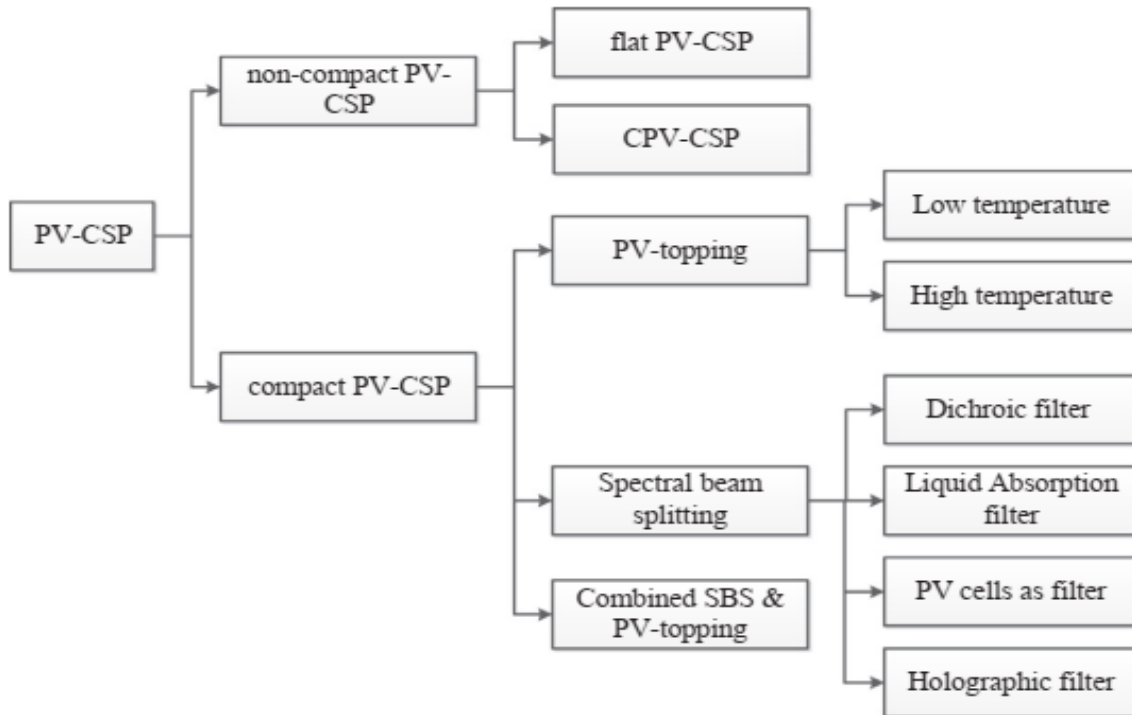 flat PV-CSP
non-compact PV-
CSP
CPV-CSP
PV-CSP
PV-topping
Low temperature
High temperature
compact PV-CSP
Spectral beam
splitting
Dichroic filter
Liquid Absorption
filter
PV cells as filter
Combined SBS &
PV-topping
Holographic filter